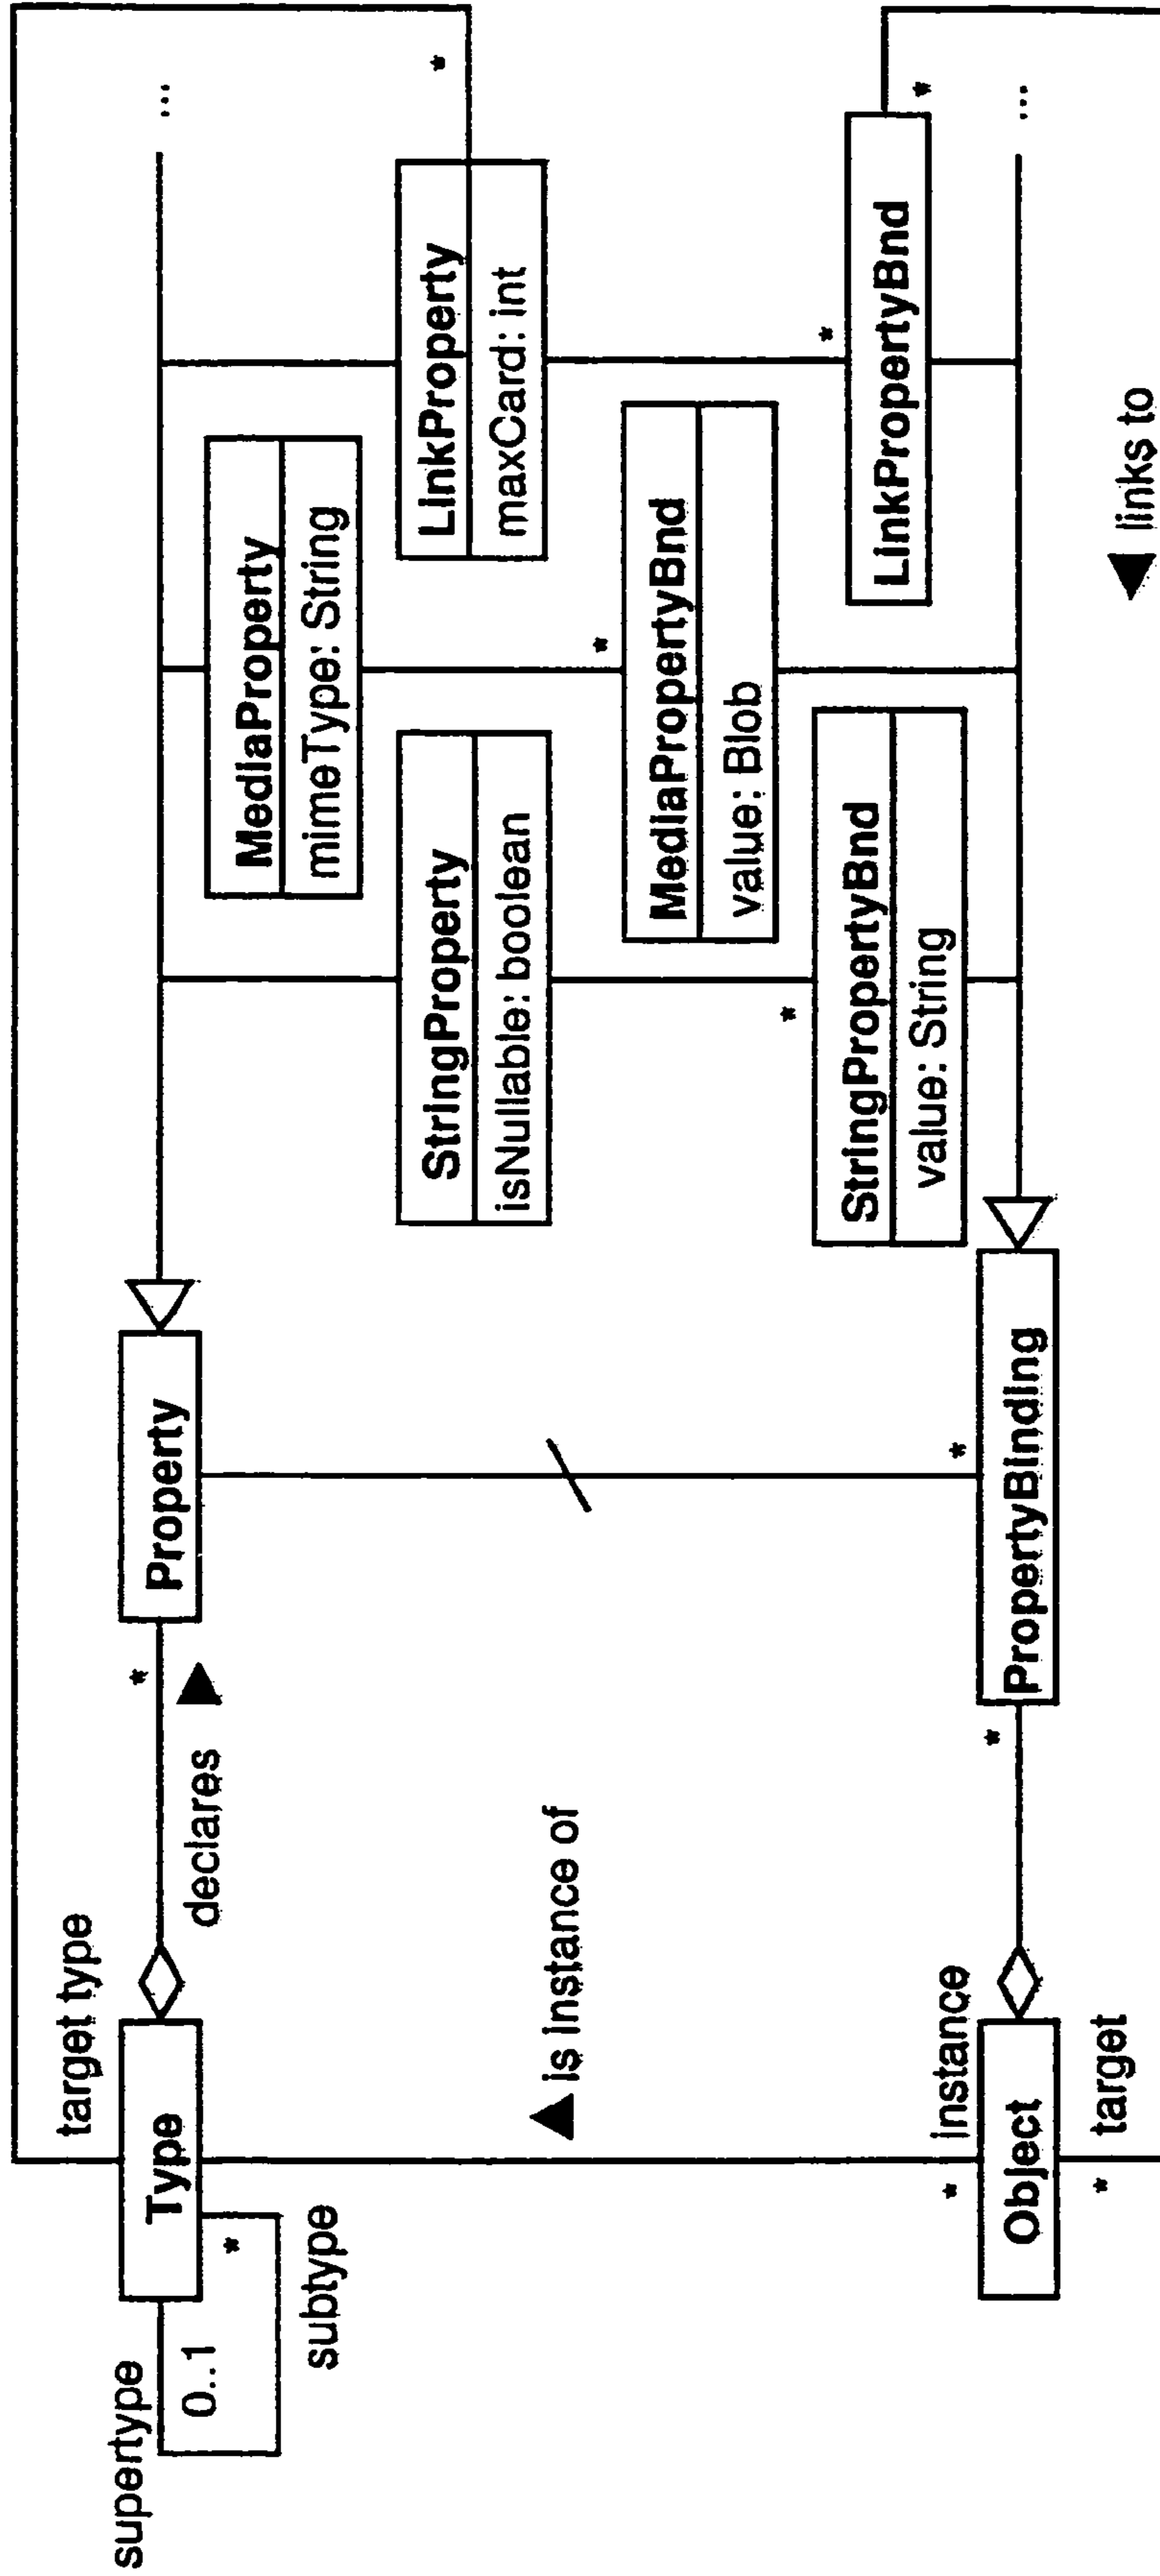 target type
supertype
*
Type
Property
...
0..1
declares
*
MediaProperty
mimeType: String
subtype
*
StringProperty
LinkProperty
isNullable: boolean
maxCard: int
is instance of
*
MediaPropertyBnd
value: Blob
*
*
StringPropertyBnd
value: String
LinkPropertyBnd
*
instance
*
*
*
Object
PropertyBinding
...
*
target
links to